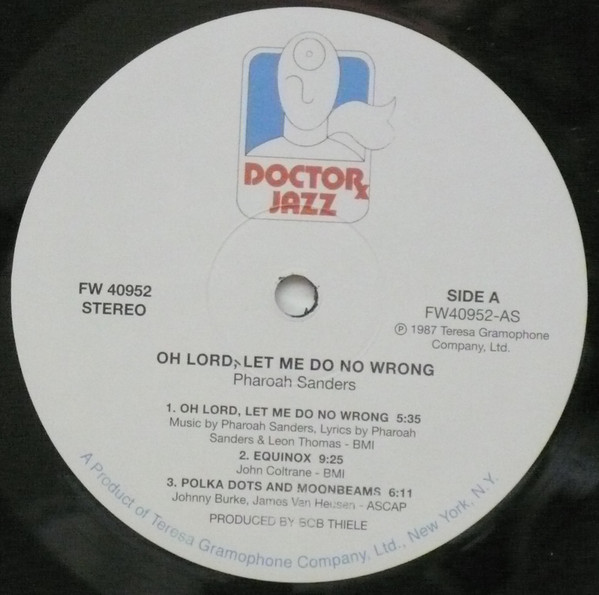 DOCTOR
JAZZ
FW 40952
STEREO
SIDE A
FW40952-AS
Ⓟ 1987 Teresa Gramophone
Company, Ltd.
OH LORD, LET ME DO NO WRONG
Pharoah Sanders
1. OH LORD, LET ME DO NO WRONG 5:35
Music by Pharoah Sanders, Lyrics by Pharoah
Sanders & Leon Thomas - BMI
2. EQUINOX 9:25
John Coltrane - BMI
3. POLKA DOTS AND MOONBEAMS 6:11
Johnny Burke, James Van Heusen - ASCAP
PRODUCED BY BOB THIELE
A Product of Teresa Gramophone Company, Ltd., New York, N.Y.